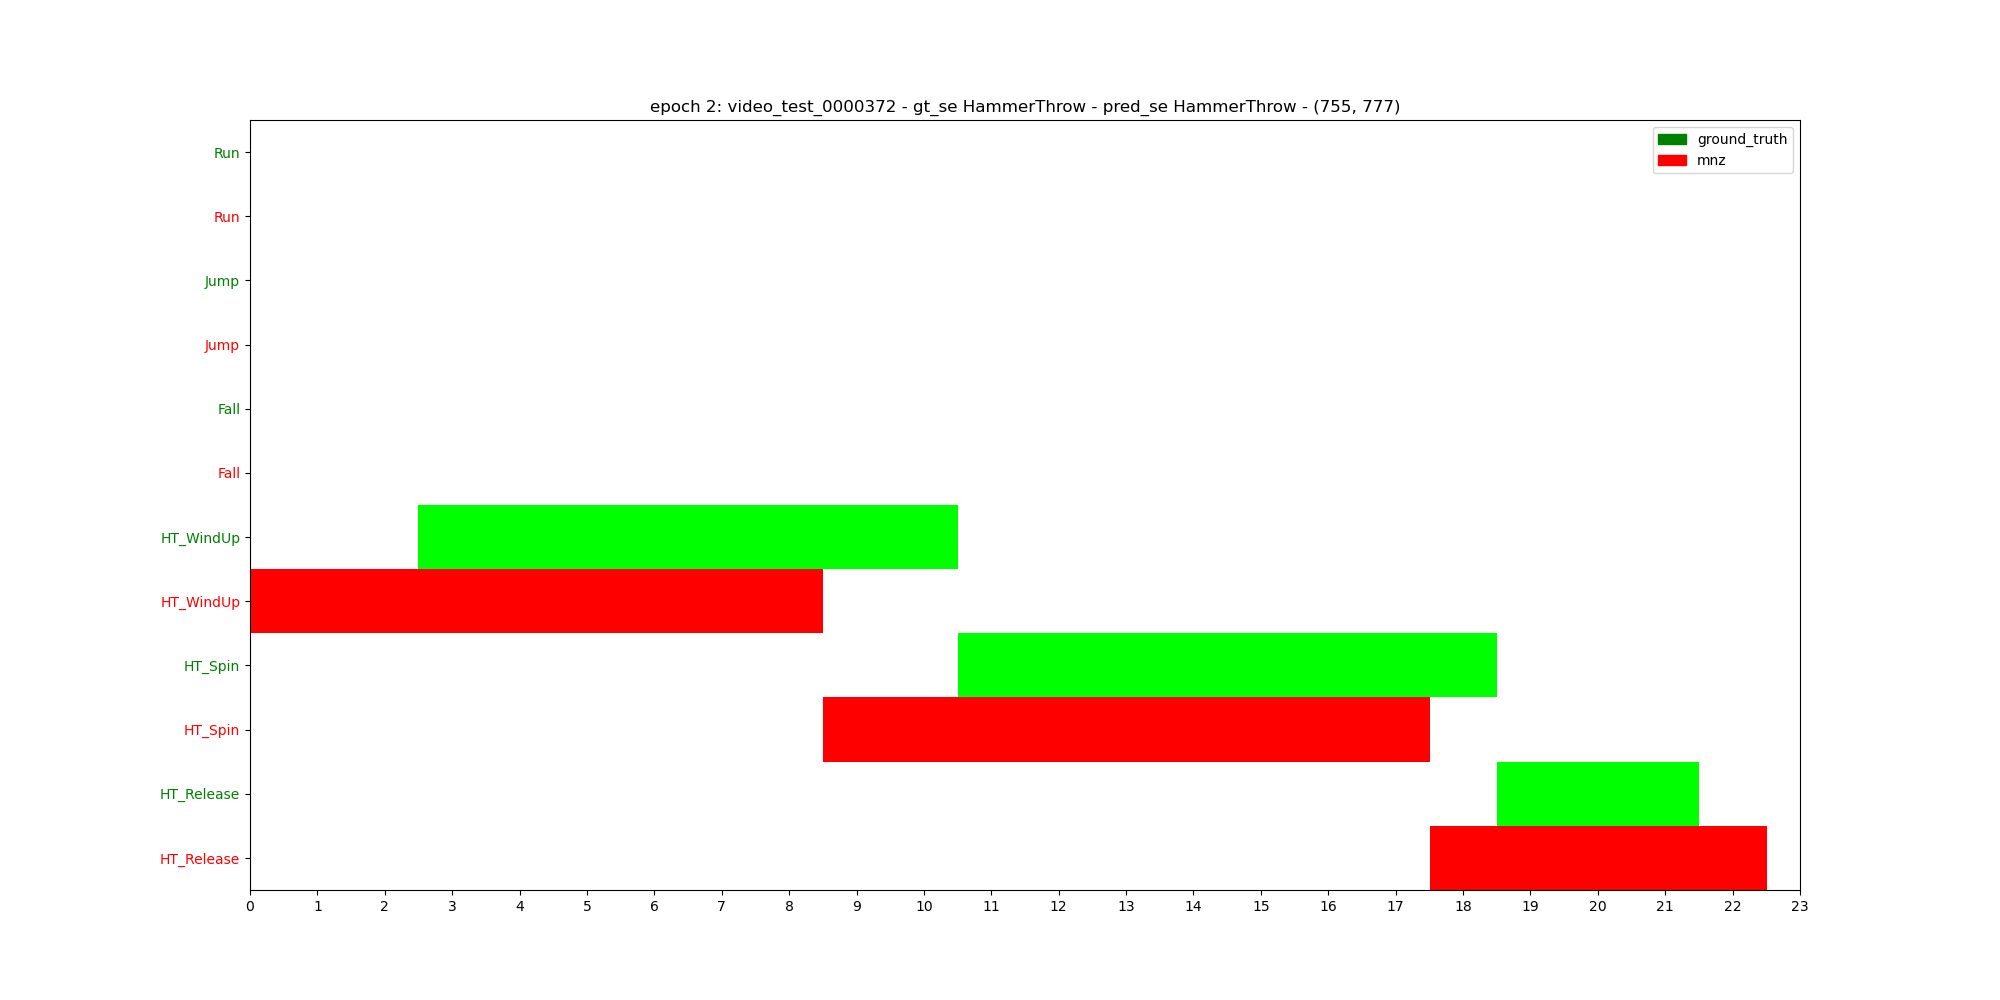 epoch 2: video_test_0000372 - gt_se HammerThrow - pred_se HammerThrow - (755, 777)
ground_truth
mnz
Run
Run
Jump
Jump
Fall
Fall
HT_WindUp
HT_WindUp
HT_Spin
HT_Spin
HT_Release
HT_Release
0 1 2 3 4 5 6 7 8 9 10 11 12 13 14 15 16 17 18 19 20 21 22 23